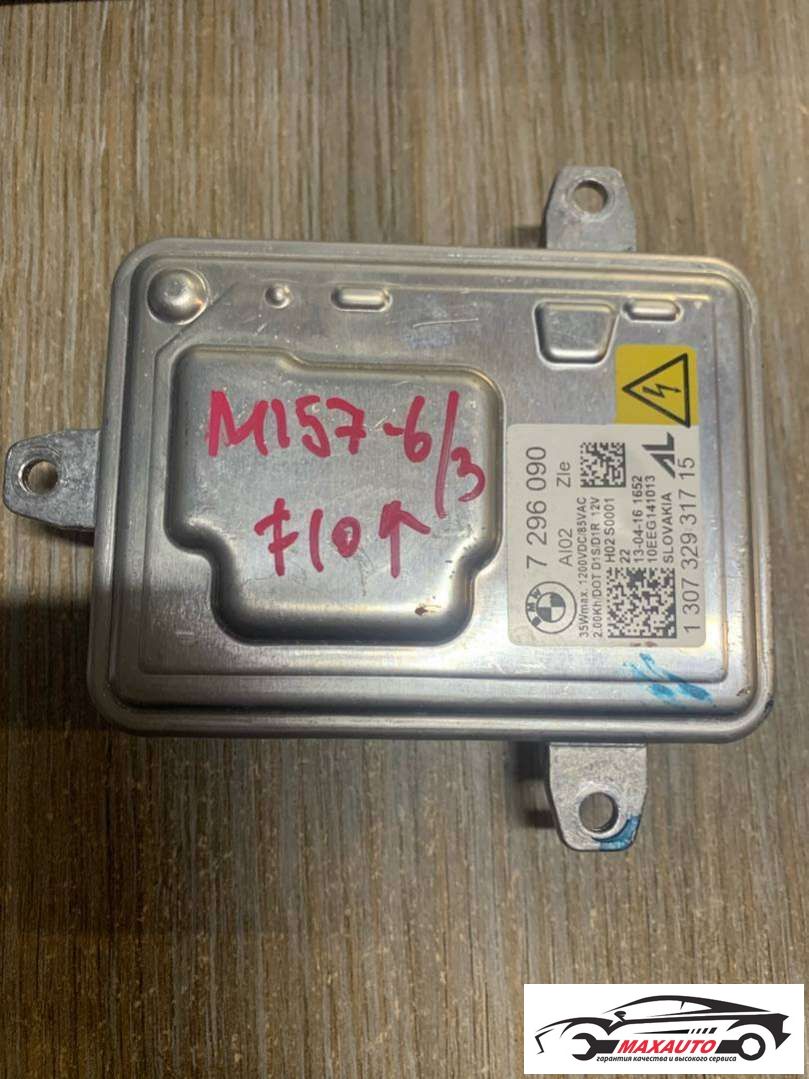 M157-6/3
F10↑
BMW
7 296 090
AI02 Zle
35Wmax. 1200VDC/85VAC
2.00Kh/DOT D1S/D1R 12V
H02 S0001
22
13-04-16 1652
10EEG141013
SLOVAKIA
1 307 329 317 15
AL
MAXAUTO
гарантия качества и высокого сервиса